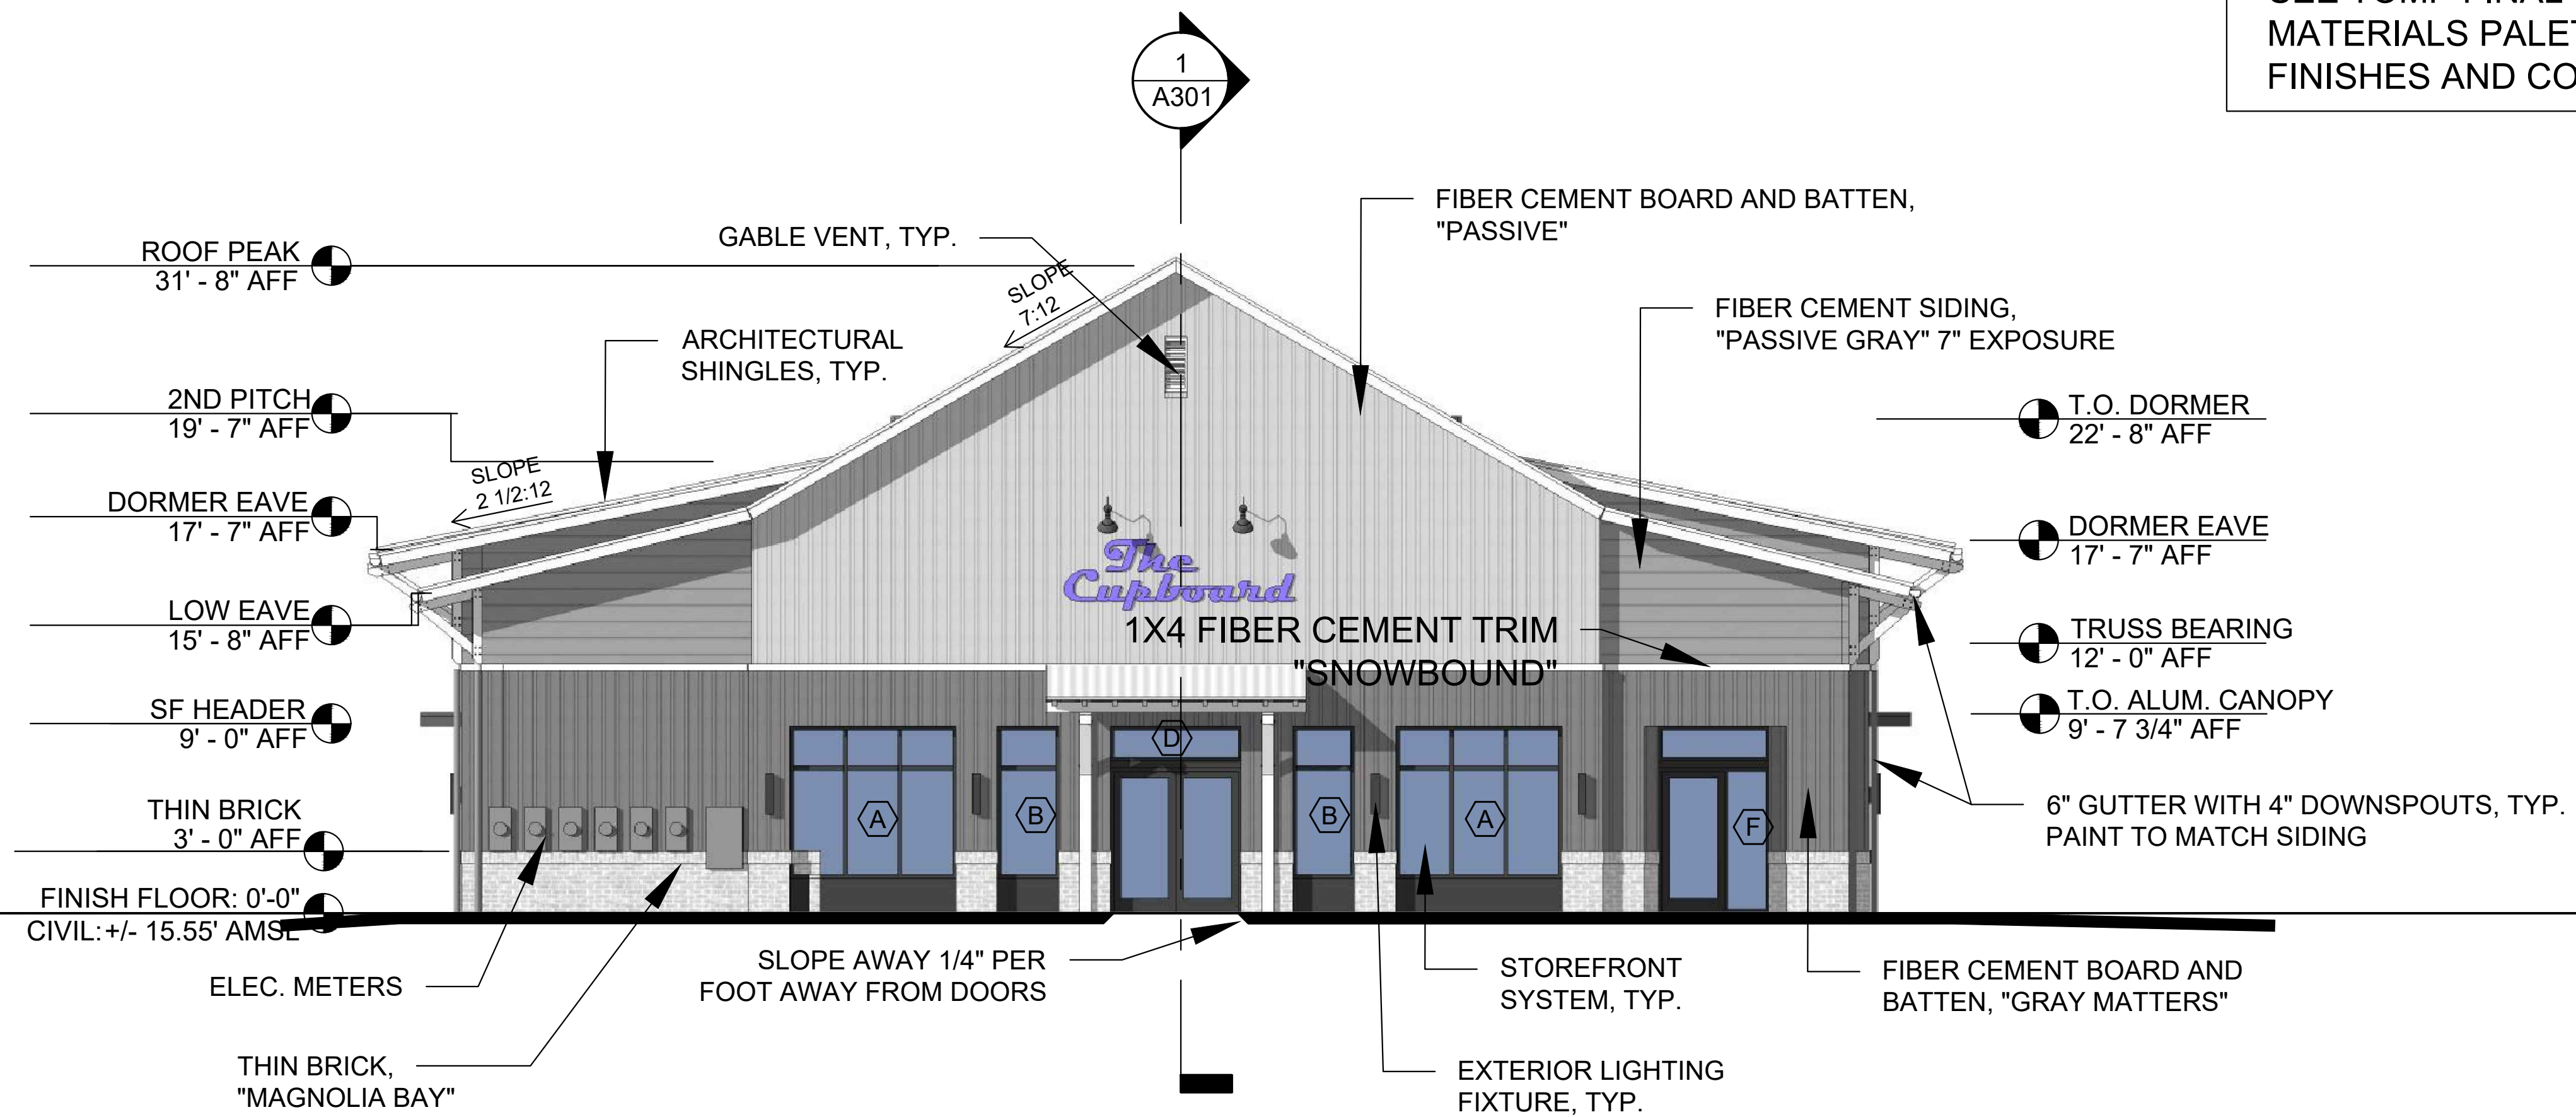 MATERIALS
FINISHES AND
1
A301
FIBER CEMENT BOARD AND BATTEN,
"PASSIVE"
GABLE VENT, TYP.
ROOF PEAK
31' - 8" AFF
SLOPE
7:12
FIBER CEMENT SIDING,
"PASSIVE GRAY" 7" EXPOSURE
ARCHITECTURAL
SHINGLES, TYP.
2ND PITCH
19' - 7" AFF
T.O. DORMER
22' - 8" AFF
SLOPE
2 1/2:12
DORMER EAVE
17' - 7" AFF
DORMER EAVE
17' - 7" AFF
The
Cupboard
LOW EAVE
15' - 8" AFF
1X4 FIBER CEMENT TRIM
"SNOWBOUND"
TRUSS BEARING
12' - 0" AFF
SF HEADER
9' - 0" AFF
T.O. ALUM. CANOPY
9' - 7 3/4" AFF
D
THIN BRICK
3' - 0" AFF
A
B
B
A
F
6" GUTTER WITH 4" DOWNSPOUTS, TYP.
PAINT TO MATCH SIDING
FINISH FLOOR: 0'-0"
CIVIL:+/- 15.55' AMSL
ELEC. METERS
SLOPE AWAY 1/4" PER
FOOT AWAY FROM DOORS
STOREFRONT
SYSTEM, TYP.
FIBER CEMENT BOARD AND
BATTEN, "GRAY MATTERS"
THIN BRICK,
"MAGNOLIA BAY"
EXTERIOR LIGHTING
FIXTURE, TYP.